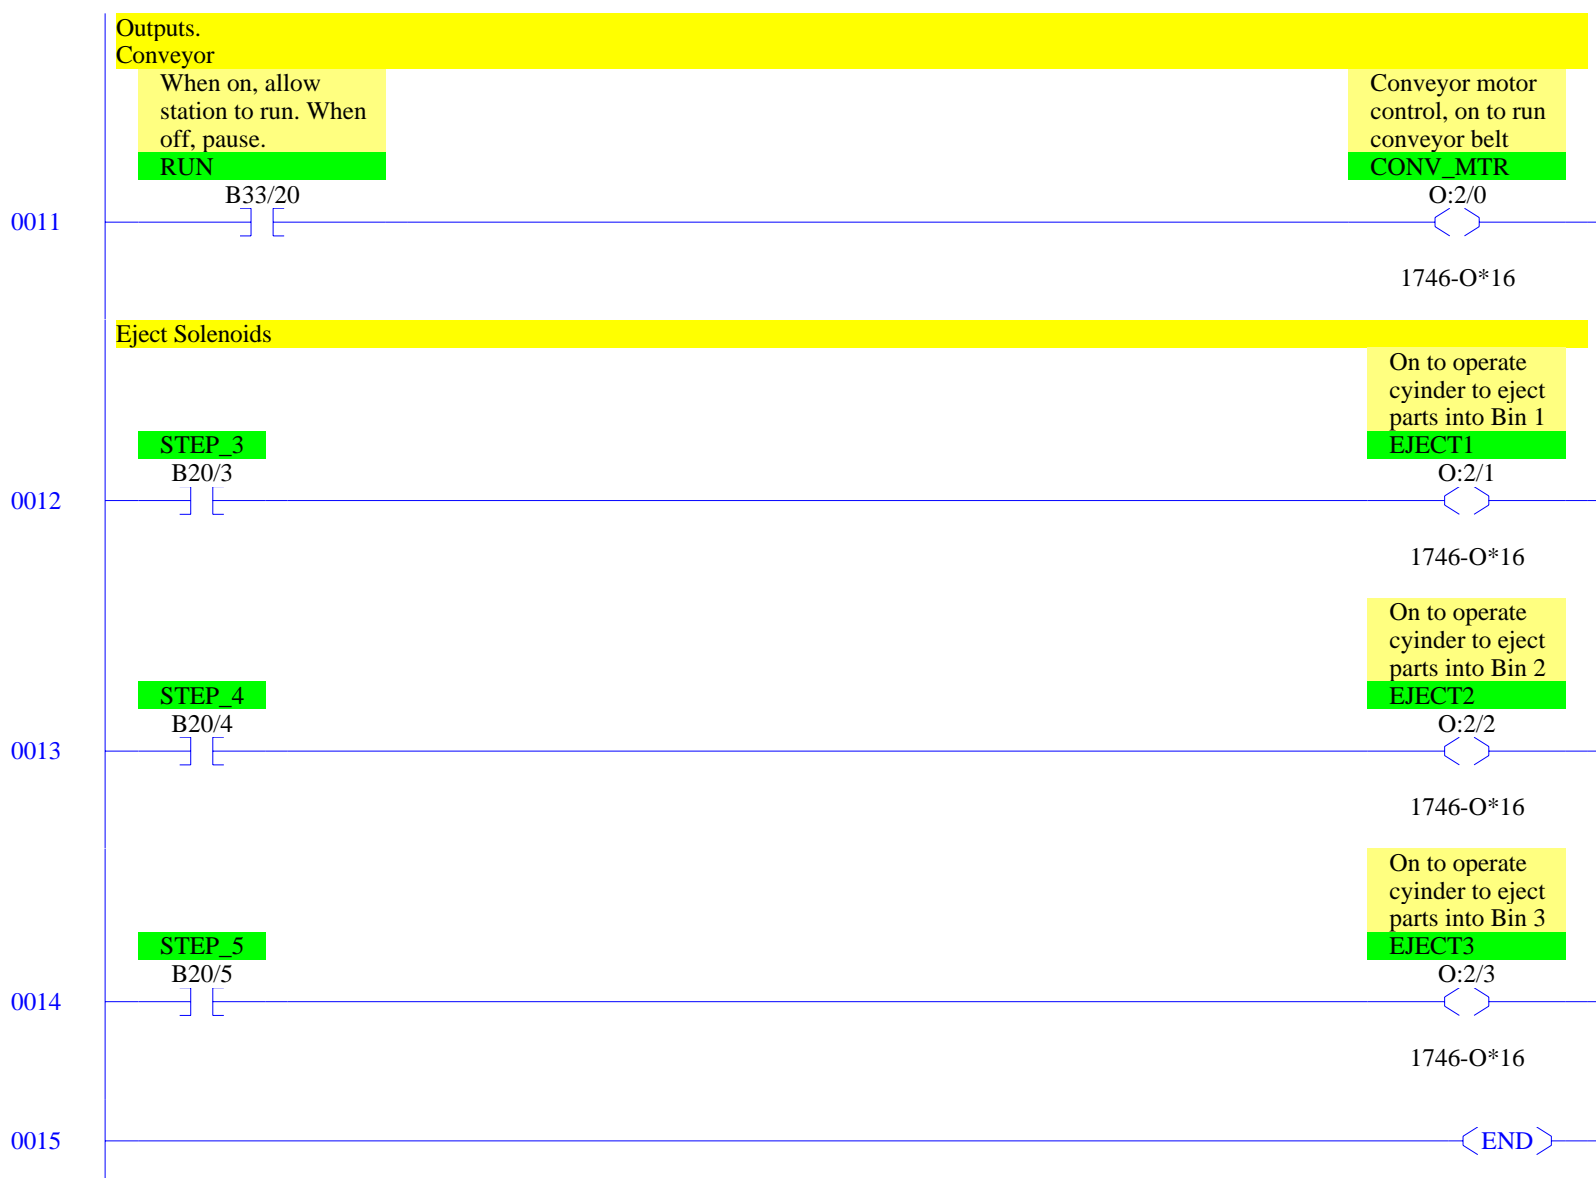 Outputs.
Conveyor
When on, allow
station to run. When
off, pause.
RUN
B33/20
Conveyor motor
control, on to run
conveyor belt
CONV_MTR
O:2/0
0011
1746-O*16
Eject Solenoids
On to operate
cyinder to eject
parts into Bin 1
STEP_3
EJECT1
B20/3
O:2/1
0012
1746-O*16
On to operate
cyinder to eject
parts into Bin 2
STEP_4
EJECT2
B20/4
O:2/2
0013
1746-O*16
On to operate
cyinder to eject
parts into Bin 3
STEP_5
EJECT3
B20/5
O:2/3
0014
1746-O*16
0015
END